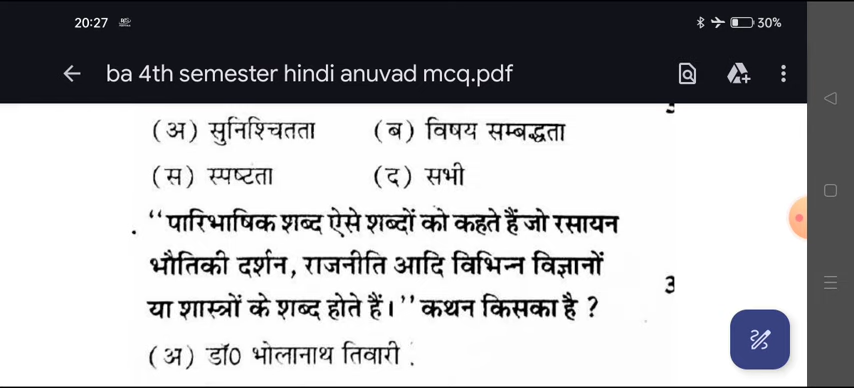 20:27
30%
ba 4th semester hindi anuvad mcq.pdf
(अ) सुनिश्चितता (ब) विषय सम्बद्धता
(स) स्पष्टता (द) सभी
. “पारिभाषिक शब्द ऐसे शब्दों को कहते हैं जो रसायन
भौतिकी दर्शन, राजनीति आदि विभिन्न विज्ञानों
या शास्त्रों के शब्द होते हैं।” कथन किसका है ?
(अ) डॉ0 भोलानाथ तिवारी